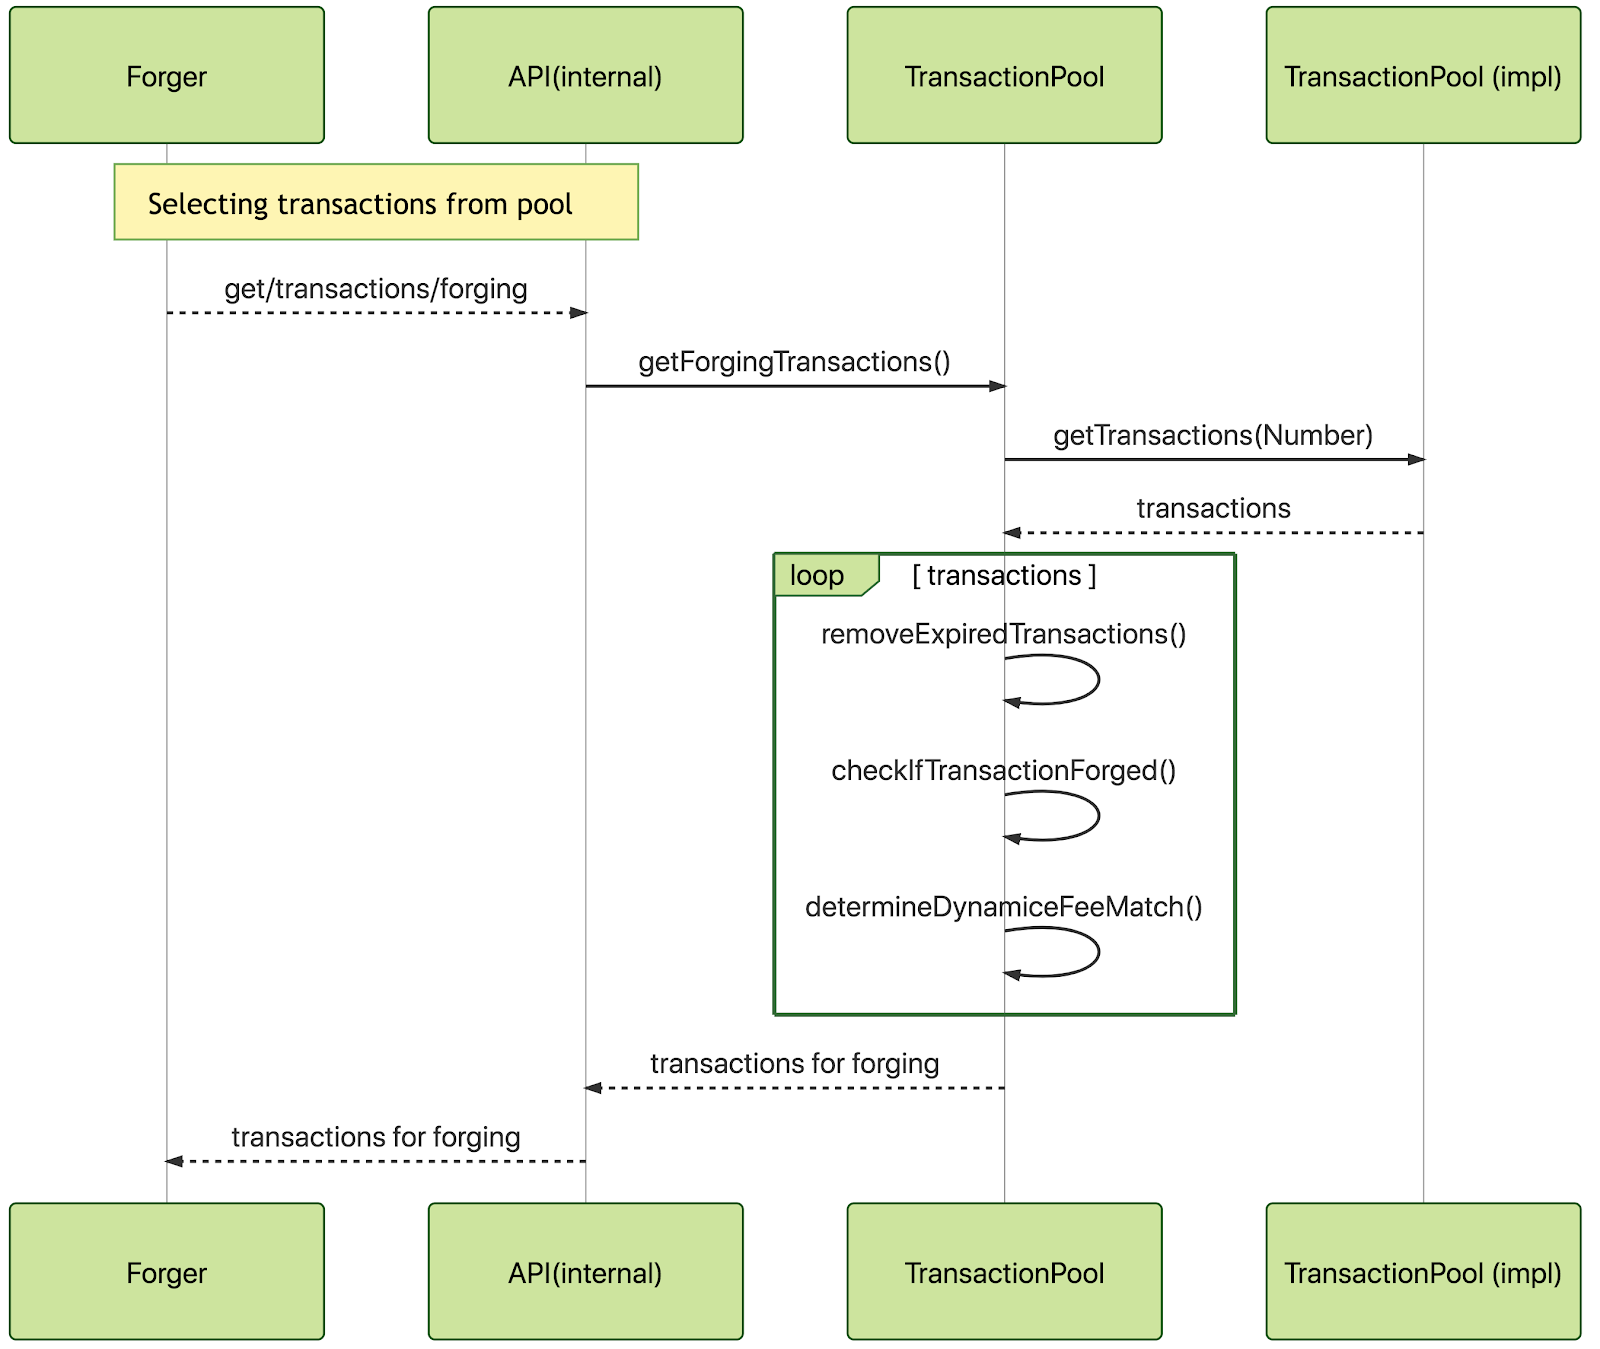 Forger
API(internal)
TransactionPool
TransactionPool (impl)
Selecting transactions from pool
get/transactions/forging
getForgingTransactions()
getTransactions(Number)
transactions
loop
[ transactions ]
removeExpiredTransactions()
checkIfTransactionForged()
determineDynamiceFeeMatch()
transactions for forging
transactions for forging
Forger
API(internal)
TransactionPool
TransactionPool (impl)